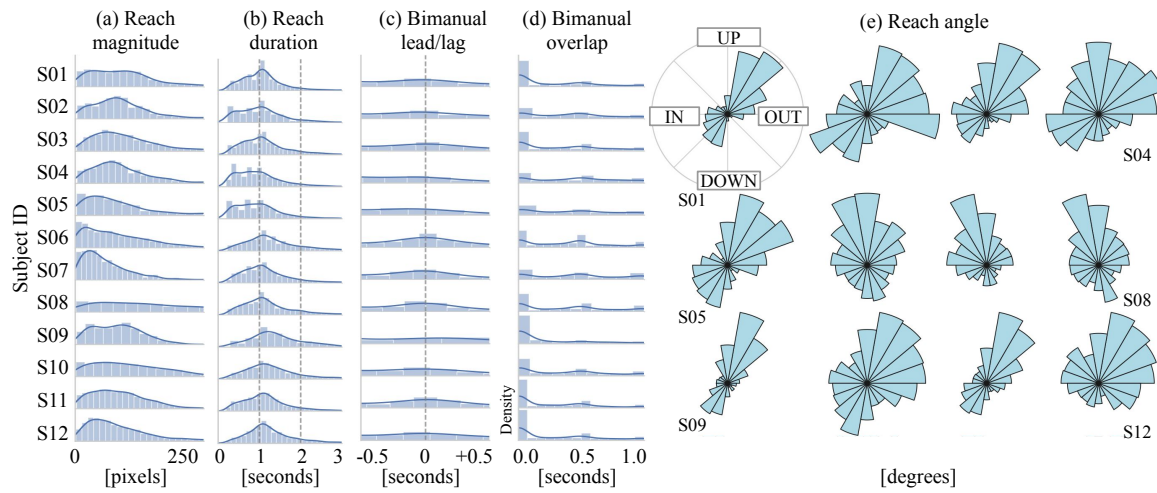 (a) Reach
magnitude
(b) Reach
duration
(c) Bimanual
lead/lag
(d) Bimanual
overlap
(e) Reach angle
Subject ID
S01
S02
S03
S04
S05
S06
S07
S08
S09
S10
S11
S12
0 250
[pixels]
0 1 2 3
[seconds]
-0.5 0 +0.5
[seconds]
Density
0.0 0.5 1.0
[seconds]
UP
IN OUT
DOWN
S01
S04
S05
S08
S09
S12
[degrees]